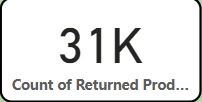 31K
Count of Returned Prod...